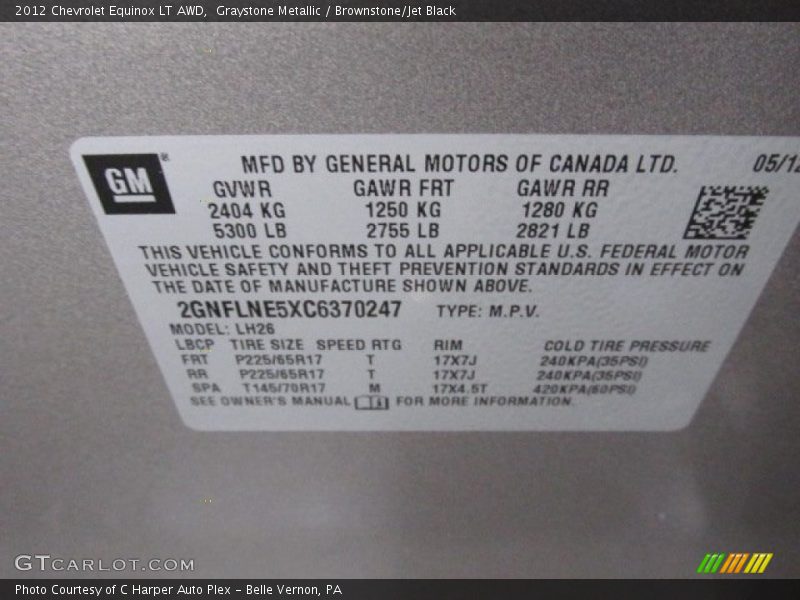 2012 Chevrolet Equinox LT AWD,  Graystone Metallic / Brownstone/Jet Black
GM
MFD BY GENERAL MOTORS OF CANADA LTD. 05/12
GVWR GAWR FRT GAWR RR
2404 KG 1250 KG 1280 KG
5300 LB 2755 LB 2821 LB
THIS VEHICLE CONFORMS TO ALL APPLICABLE U.S. FEDERAL MOTOR
VEHICLE SAFETY AND THEFT PREVENTION STANDARDS IN EFFECT ON
THE DATE OF MANUFACTURE SHOWN ABOVE.
2GNFLNE5XC6370247 TYPE: M.P.V.
MODEL: LH26
LBCP TIRE SIZE SPEED RTG RIM COLD TIRE PRESSURE
FRT P225/65R17 T 17X7J 240KPA(35PSI)
RR P225/65R17 T 17X7J 240KPA(35PSI)
SPA T145/70R17 M 17X4.5T 420KPA(60PSI)
SEE OWNER'S MANUAL FOR MORE INFORMATION.
GTCARLOT.COM
Photo Courtesy of C Harper Auto Plex – Belle Vernon, PA